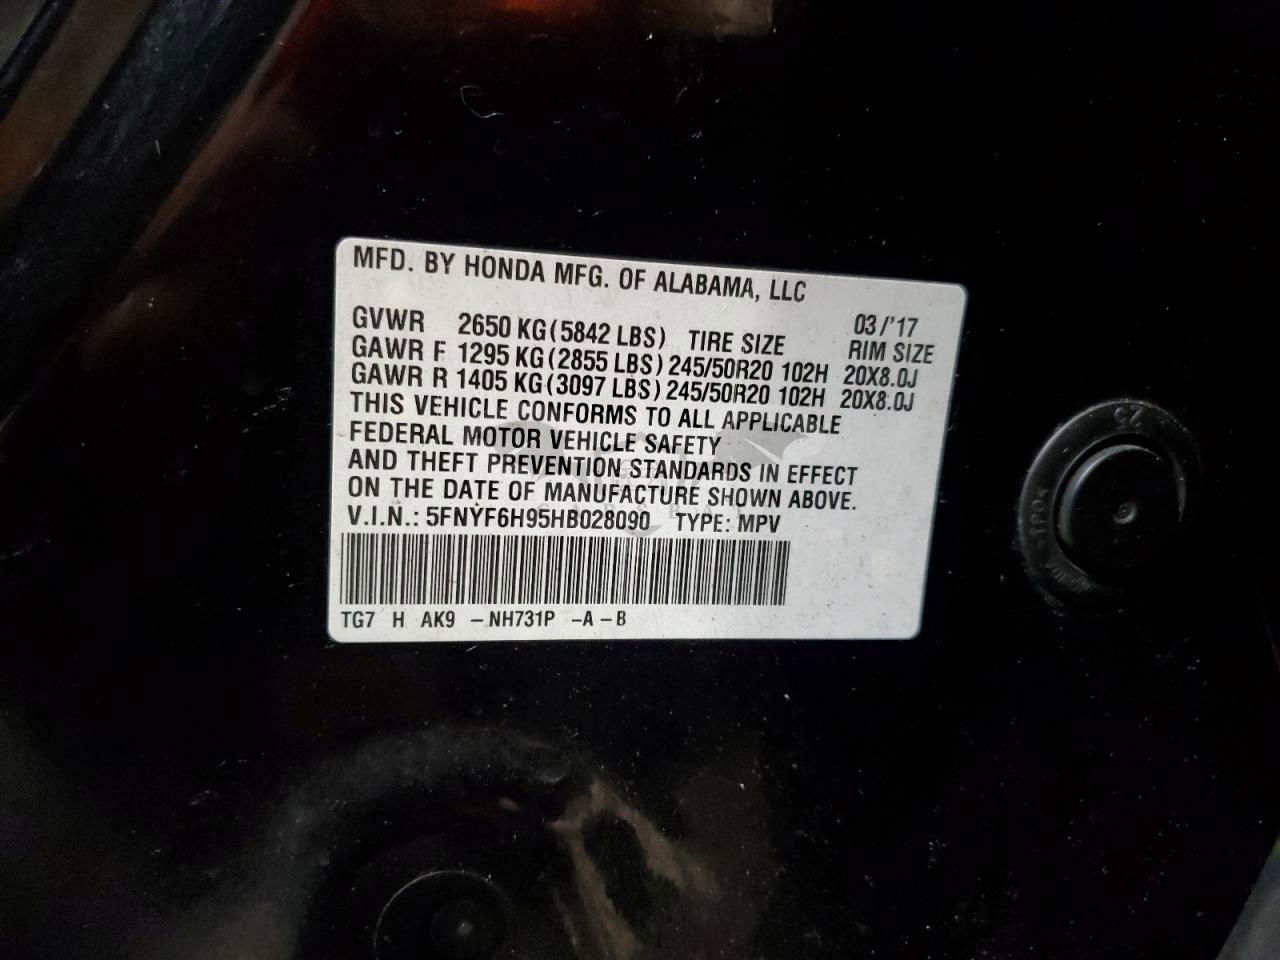 MFD. BY HONDA MFG. OF ALABAMA, LLC
03/'17
GVWR 2650 KG(5842 LBS) TIRE SIZE RIM SIZE
GAWR F 1295 KG(2855 LBS) 245/50R20 102H 20X8.0J
GAWR R 1405 KG(3097 LBS) 245/50R20 102H 20X8.0J
THIS VEHICLE CONFORMS TO ALL APPLICABLE
FEDERAL MOTOR VEHICLE SAFETY
AND THEFT PREVENTION STANDARDS IN EFFECT
ON THE DATE OF MANUFACTURE SHOWN ABOVE.
V.I.N.: 5FNYF6H95HB028090 TYPE: MPV
TG7 H AK9 -NH731P -A-B